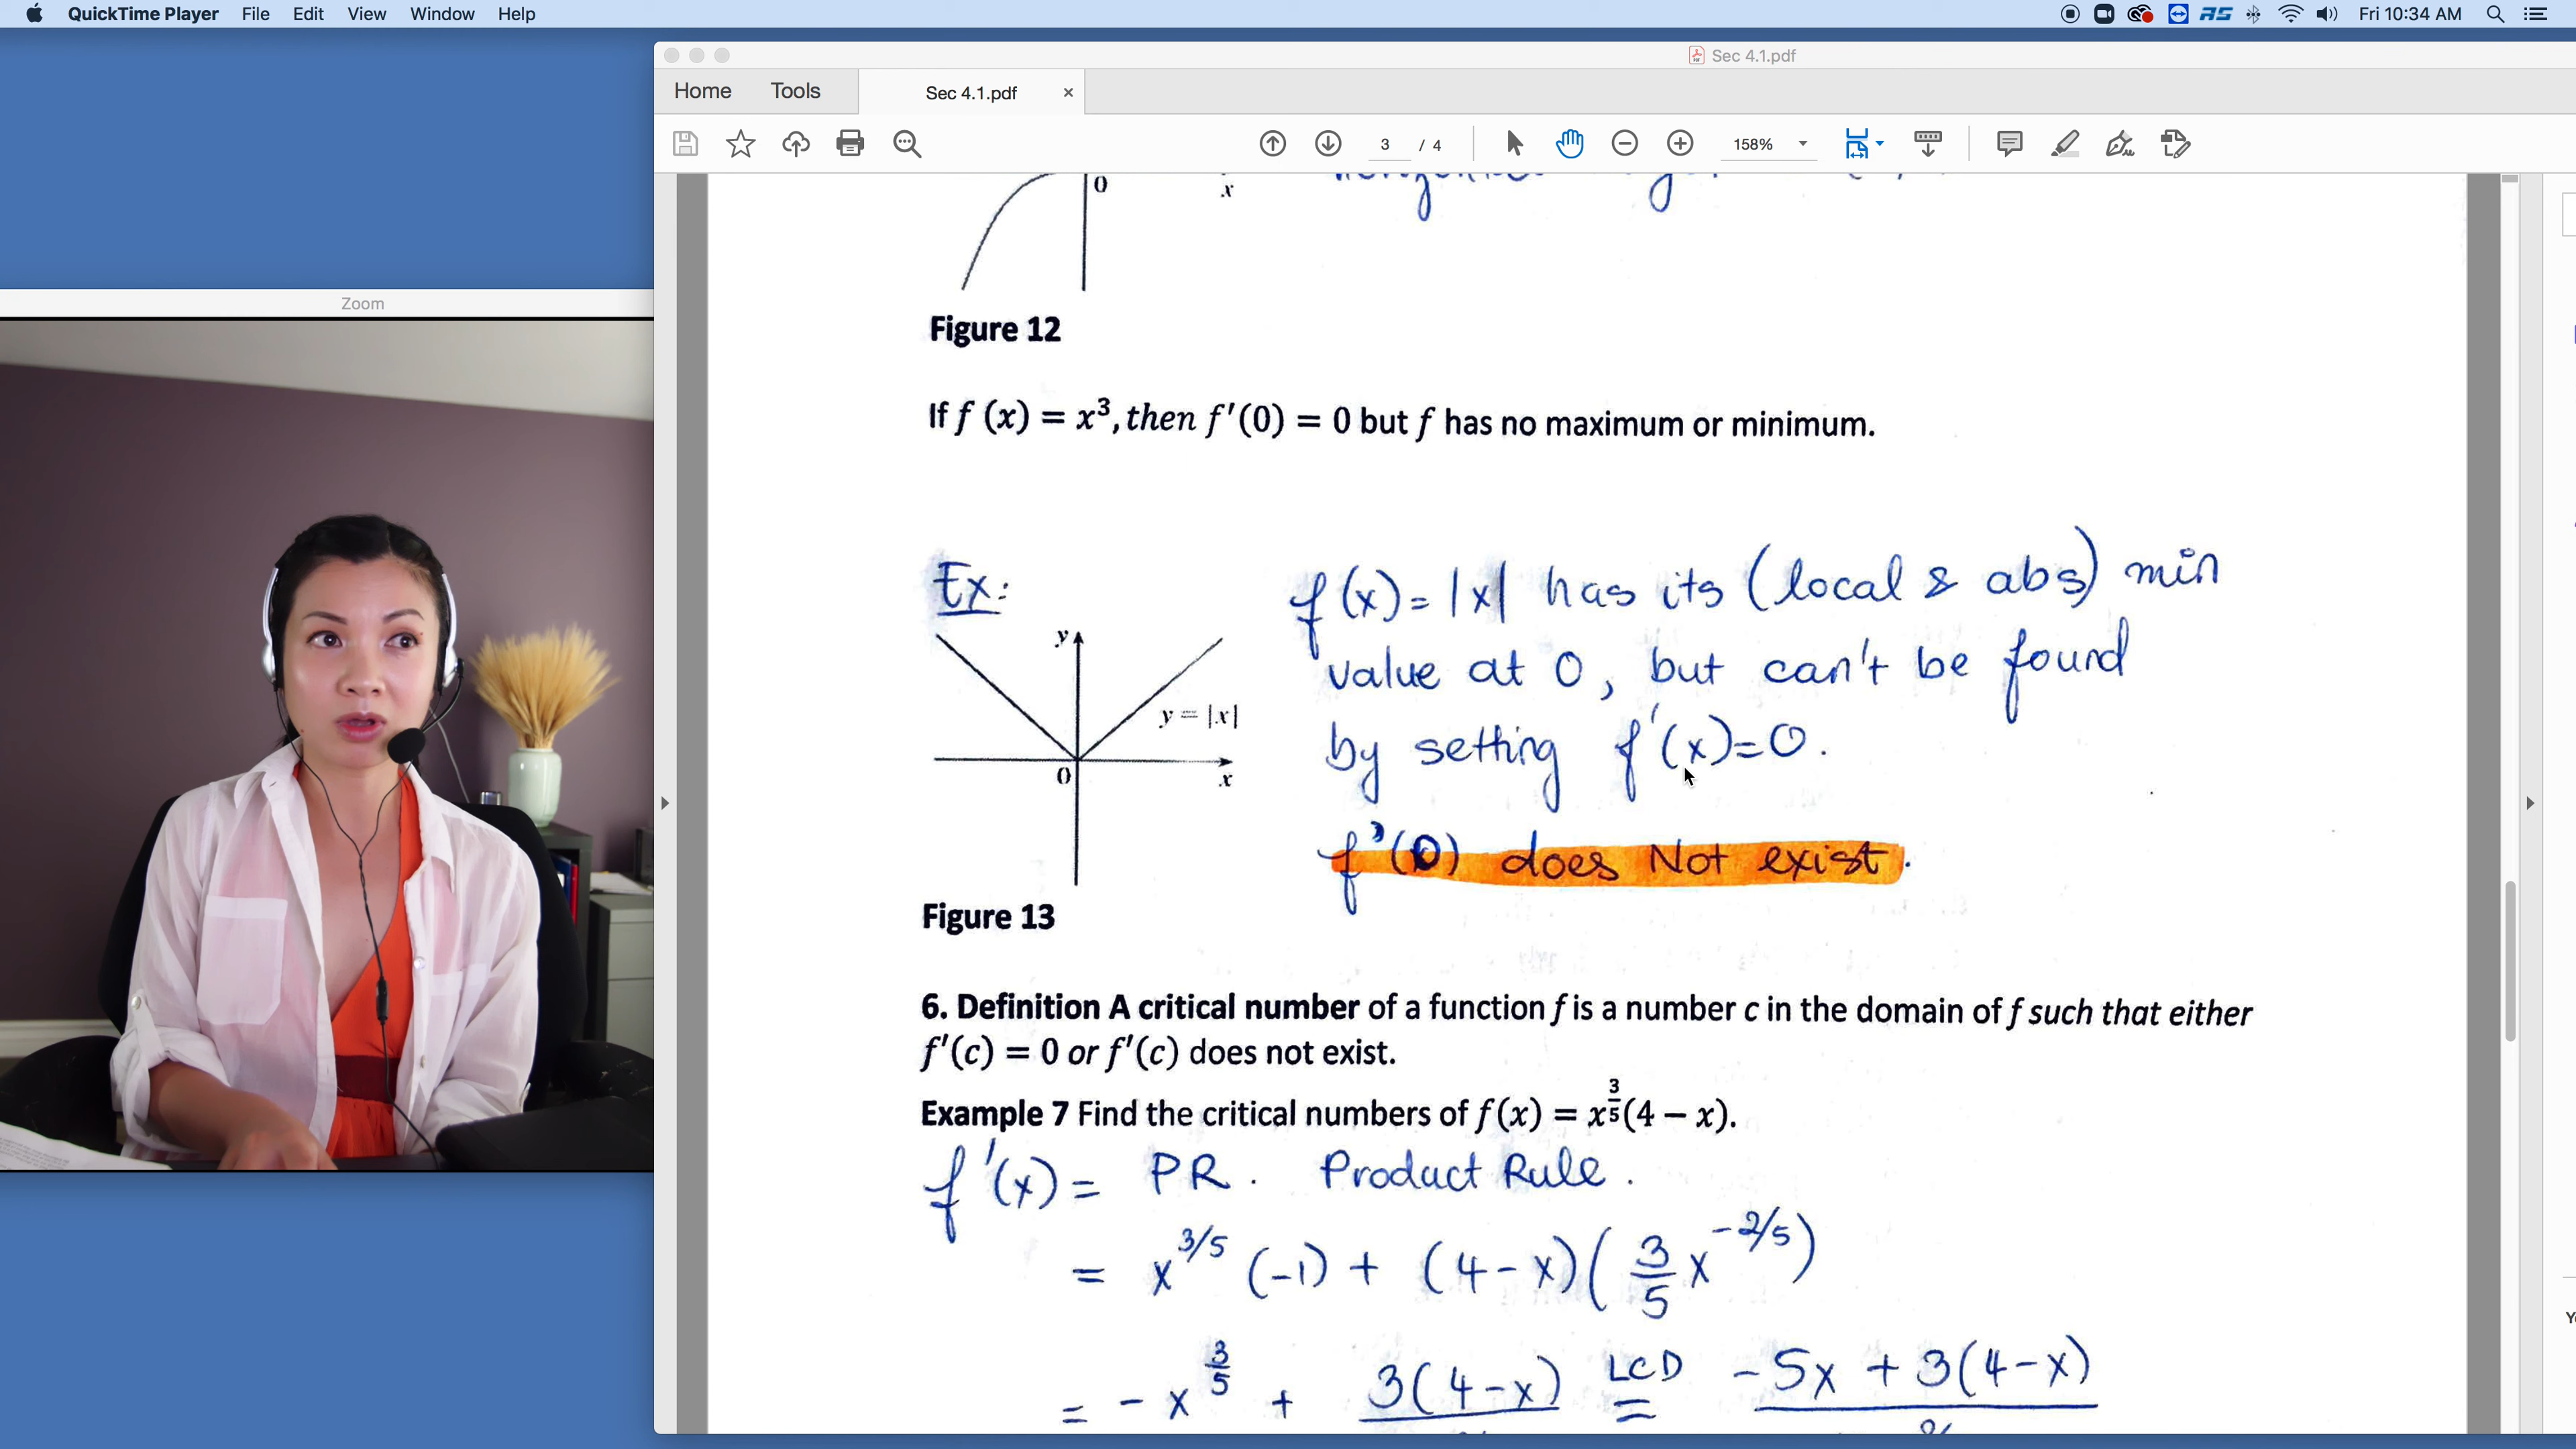 QuickTime Player File Edit View Window Help
Fri 10:34 AM
Zoom
Sec 4.1.pdf
Home Tools Sec 4.1.pdf ×
3 / 4 158%
0
x
Figure 12
If f (x) = x³, then f′(0) = 0 but f has no maximum or minimum.
Ex:
y
y = |x|
0
x
Figure 13
f(x) = |x| has its (local & abs) min
value at 0, but can't be found
by setting f'(x)=0.
f'(0) does Not exist.
6. Definition A critical number of a function f is a number c in the domain of f such that either
f′(c) = 0 or f′(c) does not exist.
Example 7 Find the critical numbers of f(x) = x^(3/5)(4 − x).
f'(x) = PR. Product Rule.
= x^(3/5) (-1) + (4-x)(3/5 x^(-2/5))
= - x^(3/5) + 3(4-x) LCD = -5x + 3(4-x)